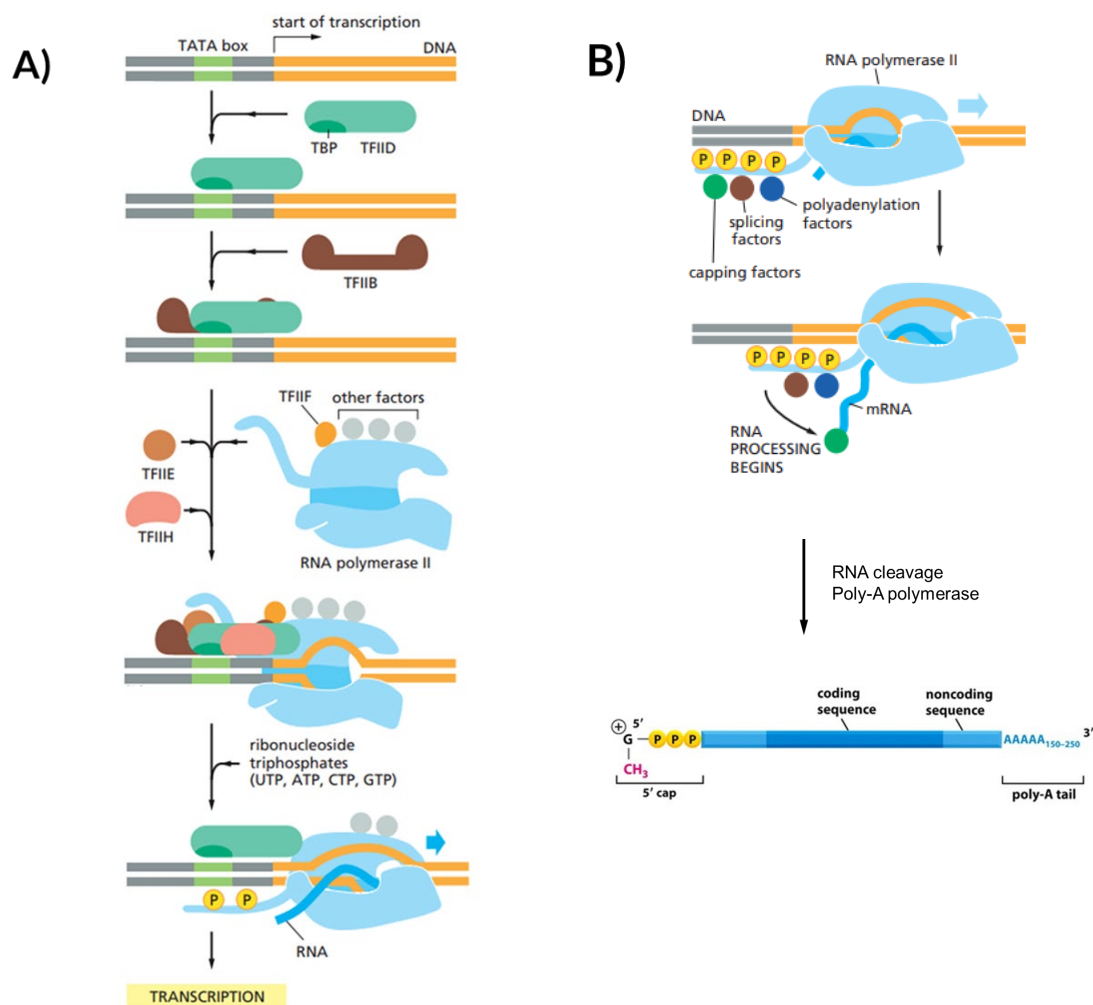 A)
start of transcription
TATA box
DNA
TBP
TFIID
TFIIB
TFIIF
other factors
TFIIE
TFIIH
RNA polymerase II
ribonucleoside
triphosphates
(UTP, ATP, CTP, GTP)
P P
RNA
TRANSCRIPTION
B)
RNA polymerase II
DNA
P P P P
polyadenylation
factors
splicing
factors
capping factors
P P P P
mRNA
RNA
PROCESSING
BEGINS
RNA cleavage
Poly-A polymerase
coding
sequence
noncoding
sequence
+
5'
3'
G P P P
AAAAA150–250
CH3
5' cap
poly-A tail